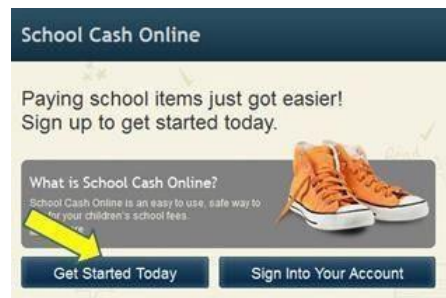 School Cash Online
Paying school items just got easier!
Sign up to get started today.
What is School Cash Online?
School Cash Online is an easy to use, safe way to
for your children's school fees.
Get Started Today
Sign Into Your Account